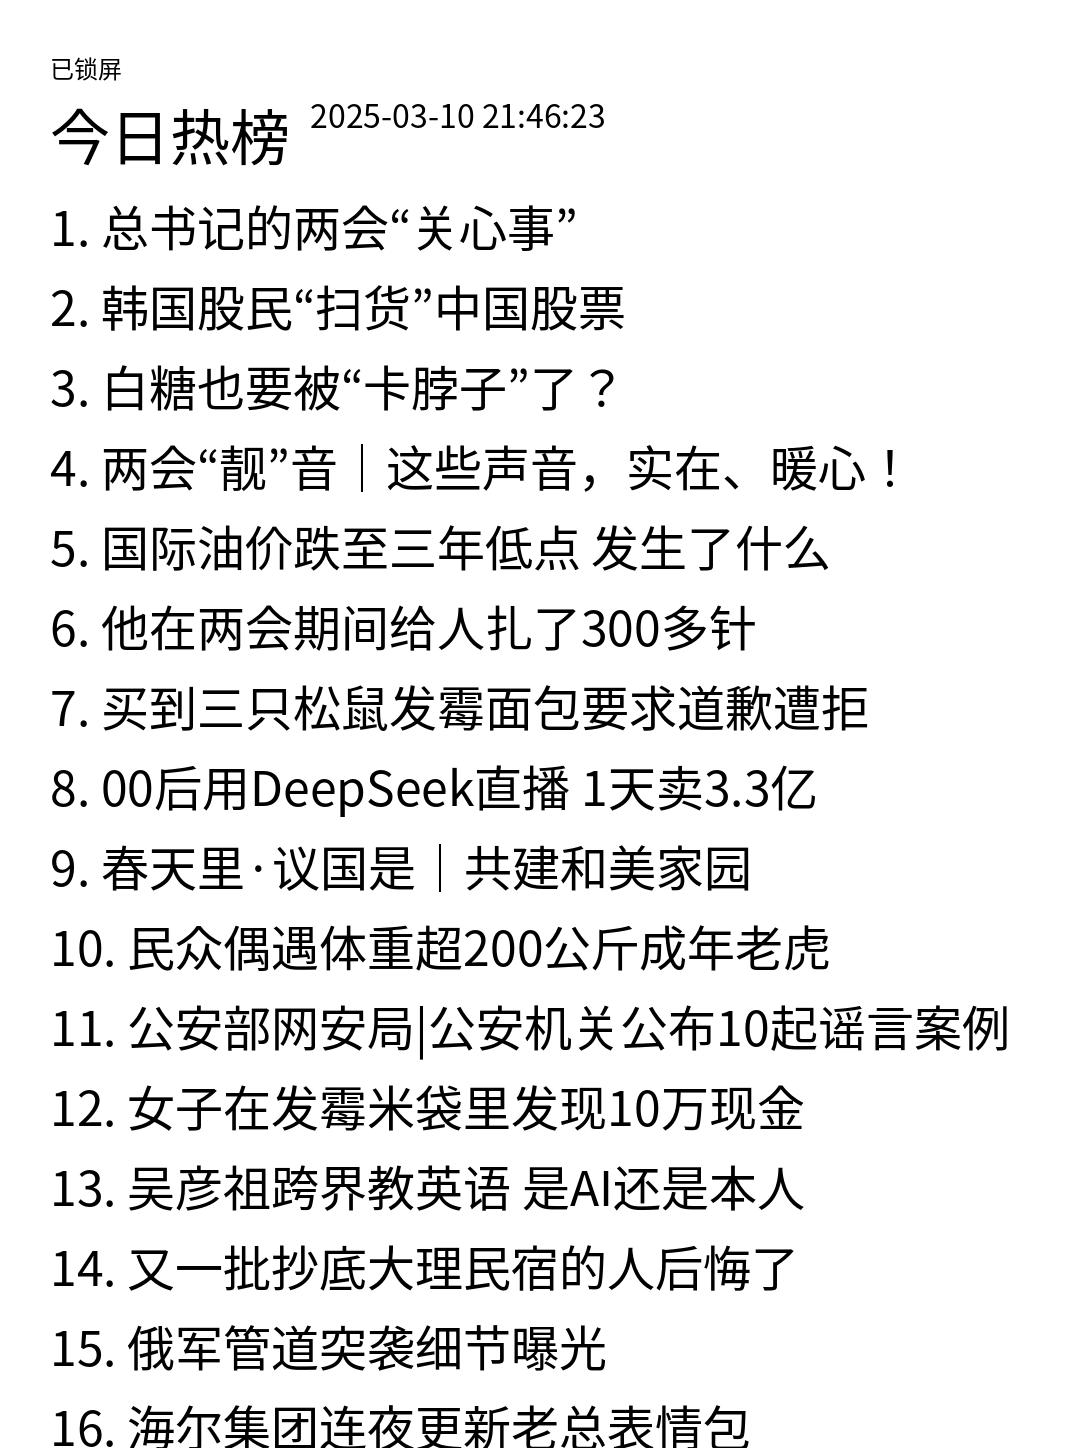 已锁屏
今日热榜 2025-03-10 21:46:23
1. 总书记的两会“关心事”
2. 韩国股民“扫货”中国股票
3. 白糖也要被“卡脖子”了？
4. 两会“靓”音｜这些声音，实在、暖心！
5. 国际油价跌至三年低点 发生了什么
6. 他在两会期间给人扎了300多针
7. 买到三只松鼠发霉面包要求道歉遭拒
8. 00后用DeepSeek直播 1天卖3.3亿
9. 春天里·议国是｜共建和美家园
10. 民众偶遇体重超200公斤成年老虎
11. 公安部网安局|公安机关公布10起谣言案例
12. 女子在发霉米袋里发现10万现金
13. 吴彦祖跨界教英语 是AI还是本人
14. 又一批抄底大理民宿的人后悔了
15. 俄军管道突袭细节曝光
16. 海尔集团连夜更新老总表情包